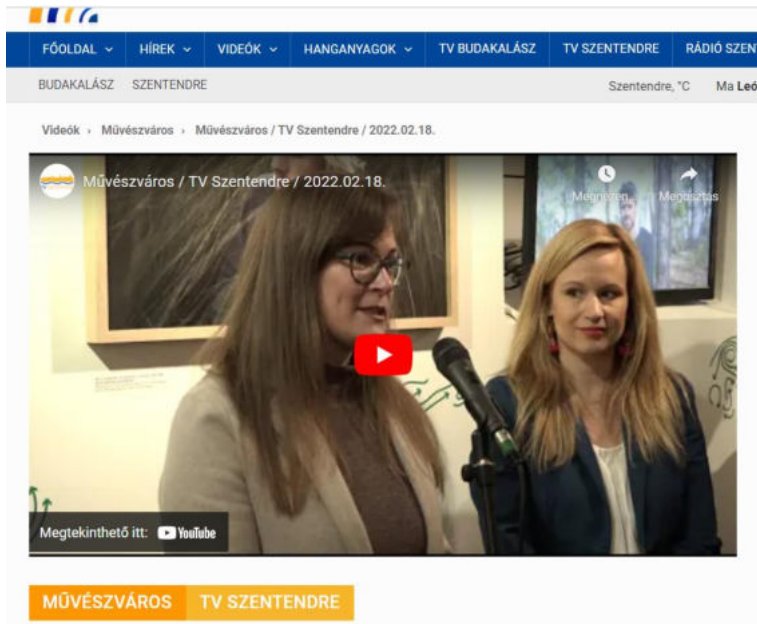 FŐOLDAL HÍREK VIDEÓK HANGANYAGOK TV BUDAKALÁSZ TV SZENTENDRE RÁDIÓ SZEN
BUDAKALÁSZ SZENTENDRE Szentendre, °C Ma Leó
Videók › Művészváros › Művészváros / TV Szentendre / 2022.02.18.
Művészváros / TV Szentendre / 2022.02.18.
Megosztás
Megtekinthető itt: YouTube
MŰVÉSZVÁROS TV SZENTENDRE